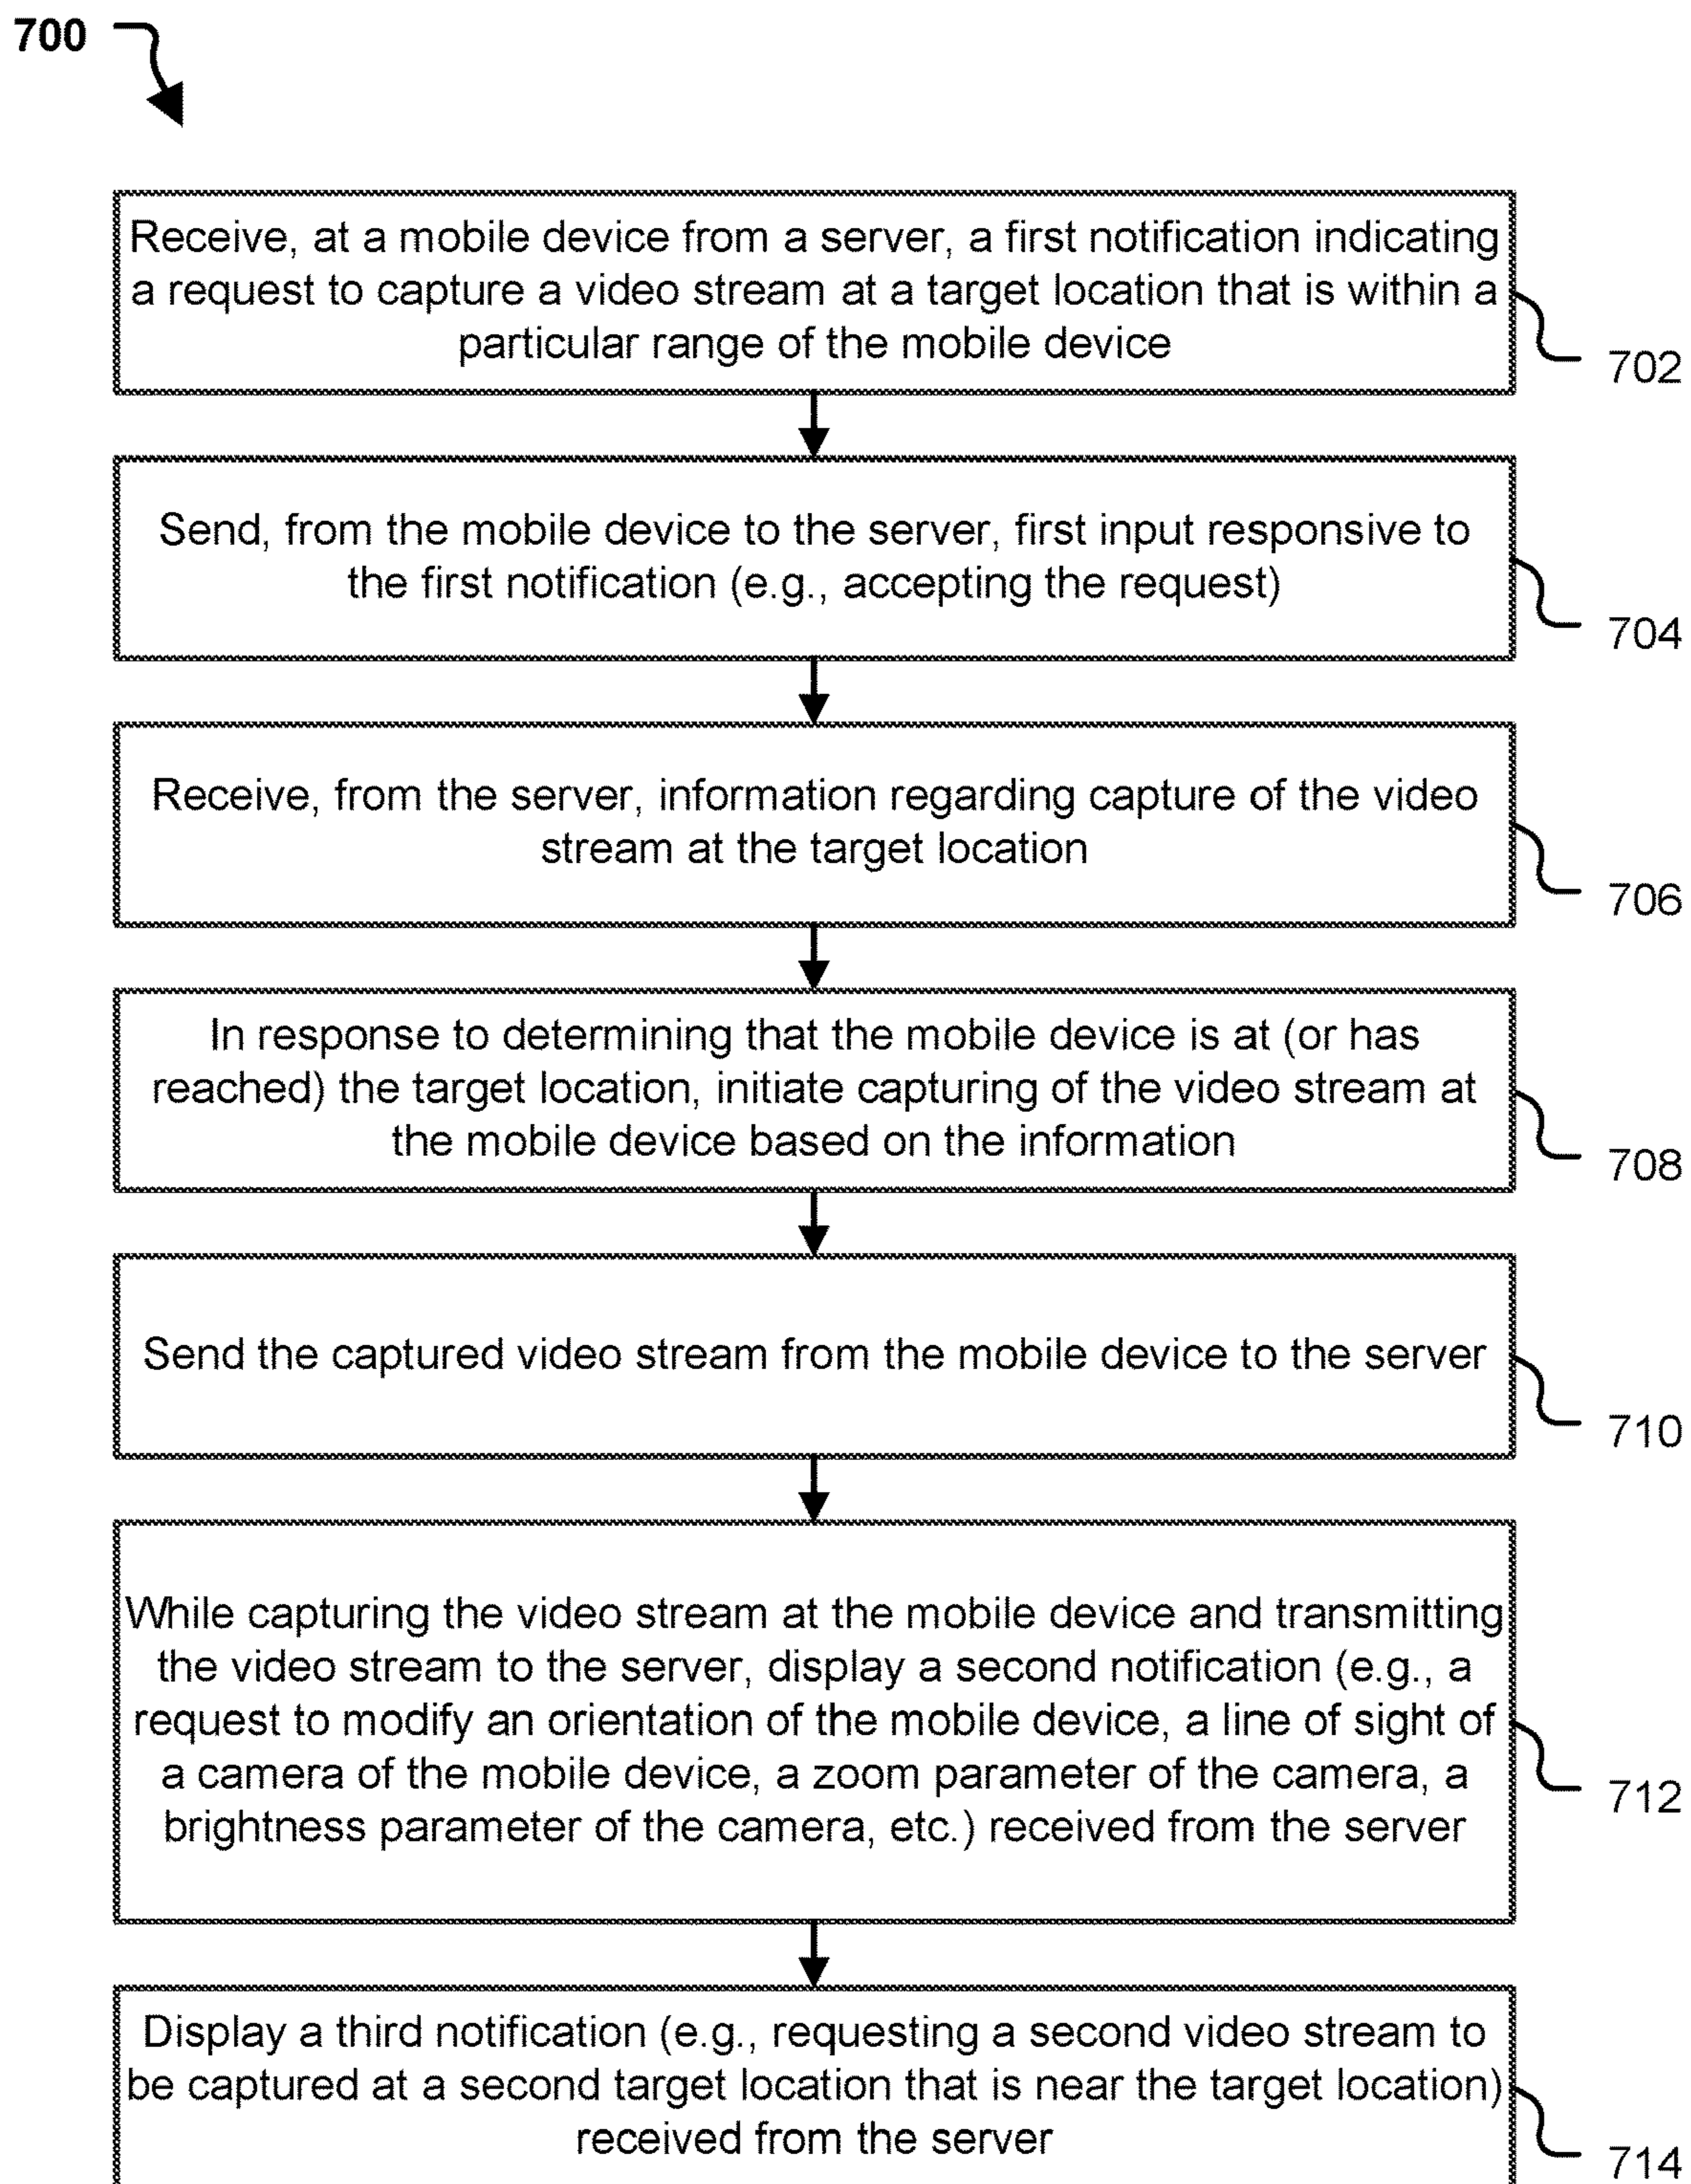 700
Receive, at a mobile device from a server, a first notification indicating
a request to capture a video stream at a target location that is within a
particular range of the mobile device
702
Send, from the mobile device to the server, first input responsive to
the first notification (e.g., accepting the request)
704
Receive, from the server, information regarding capture of the video
stream at the target location
706
In response to determining that the mobile device is at (or has
reached) the target location, initiate capturing of the video stream at
the mobile device based on the information
708
Send the captured video stream from the mobile device to the server
710
While capturing the video stream at the mobile device and transmitting
the video stream to the server, display a second notification (e.g., a
request to modify an orientation of the mobile device, a line of sight of
a camera of the mobile device, a zoom parameter of the camera, a
brightness parameter of the camera, etc.) received from the server
712
Display a third notification (e.g., requesting a second video stream to
be captured at a second target location that is near the target location)
received from the server
714